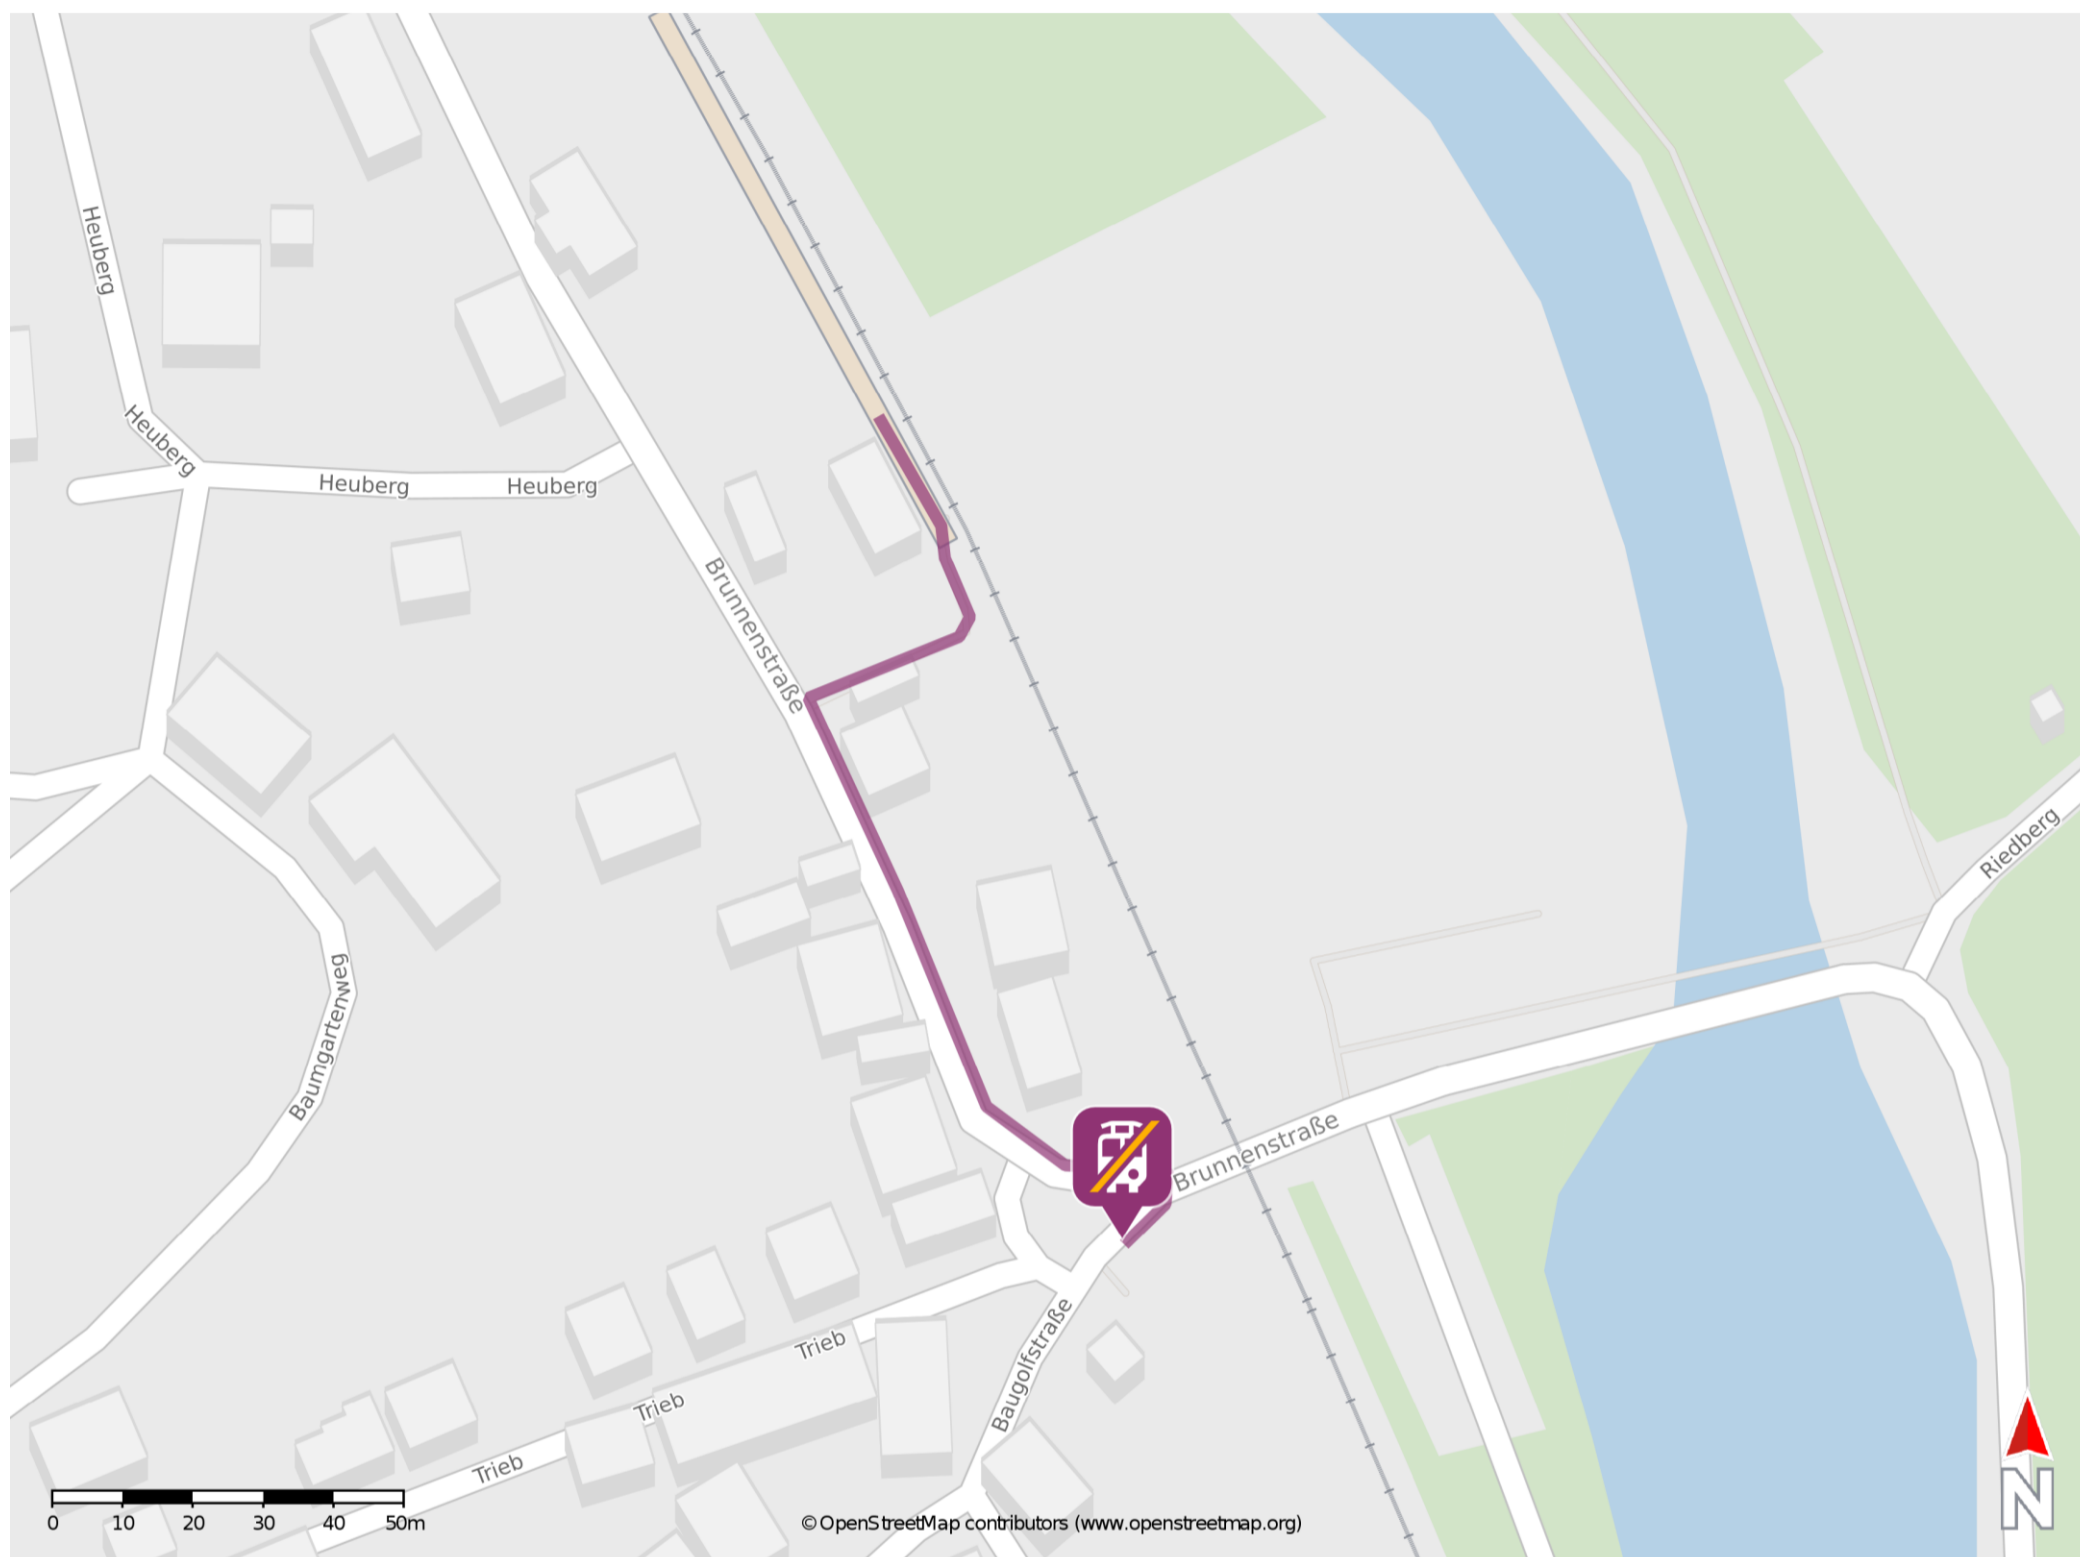 Heuberg
Heuberg
Heuberg
Heuberg
Brunnenstraße
Riedberg
Baumgartenweg
Brunnenstraße
Baugolfstraße
Trieb
Trieb
Trieb
N
0 10 20 30 40 50m
©OpenStreetMap contributors (www.openstreetmap.org)